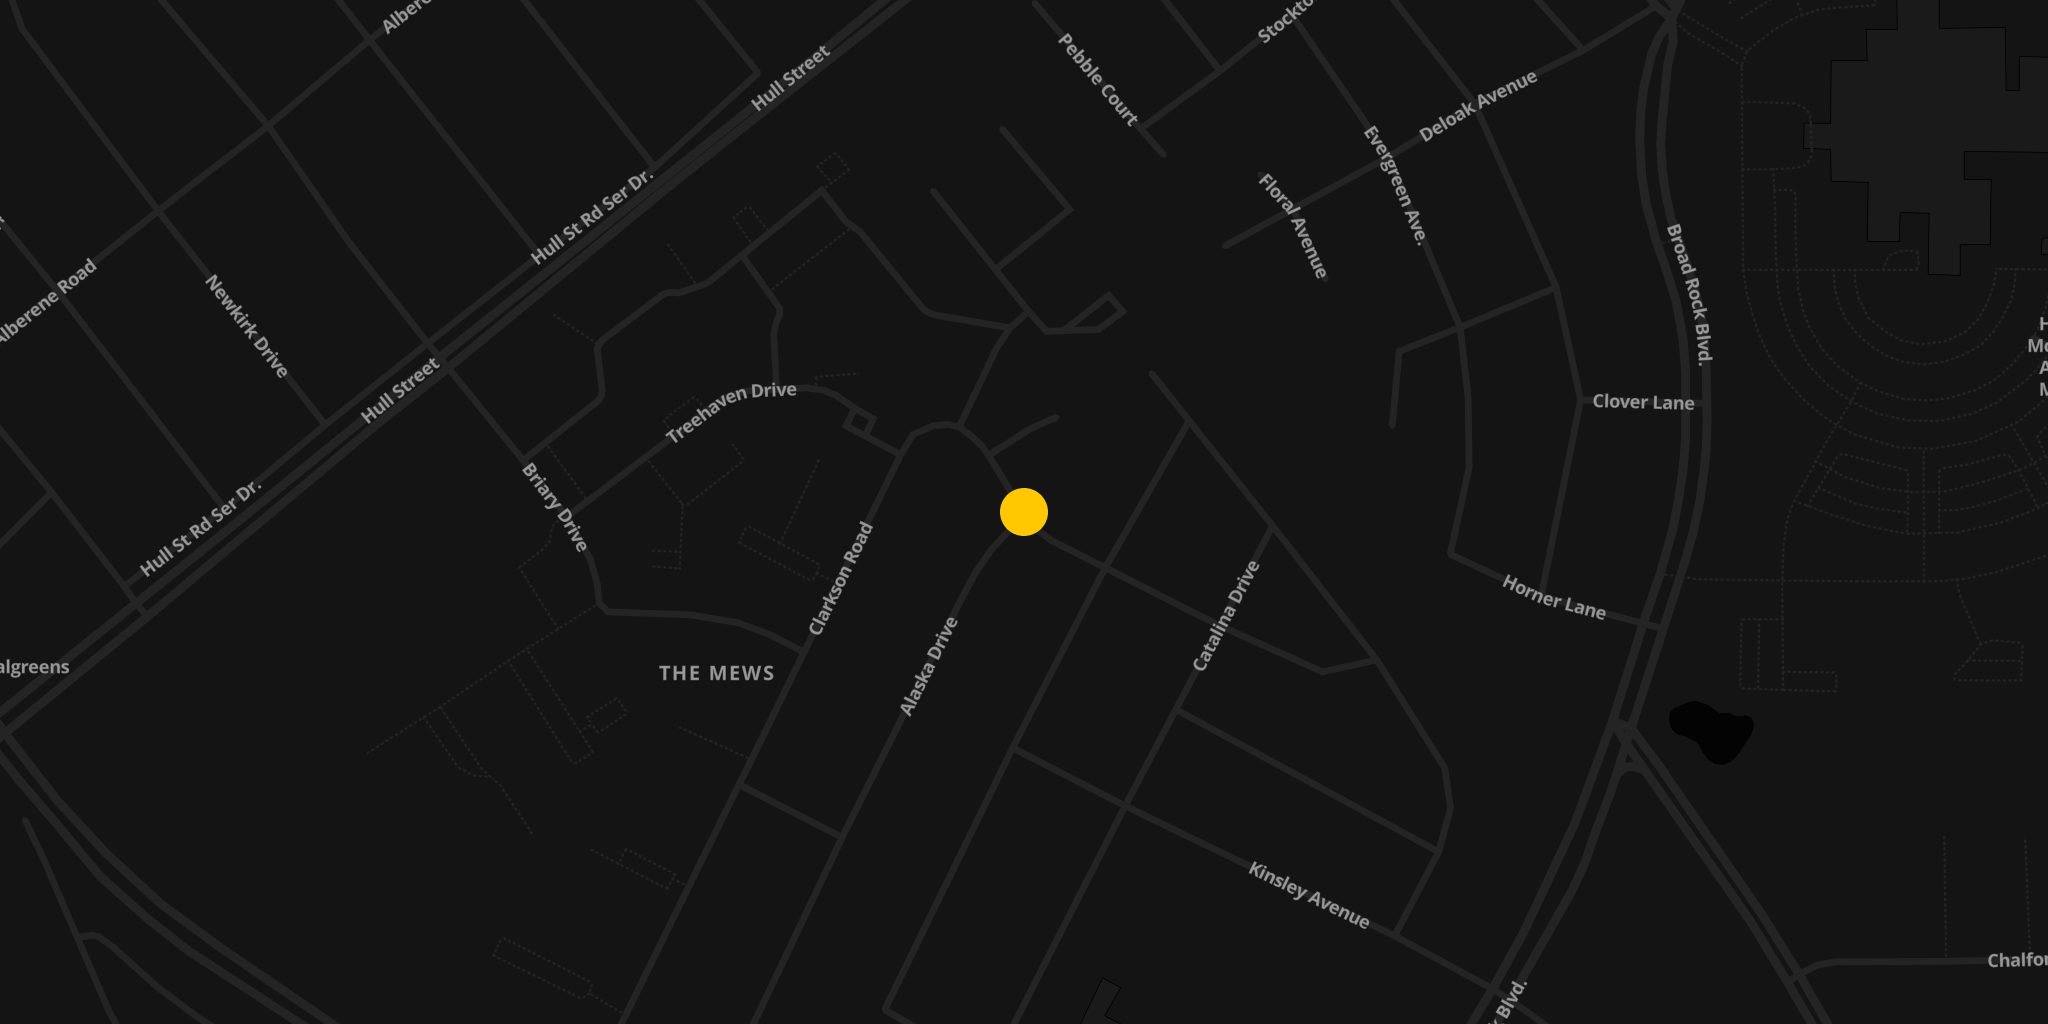 Albere
Hull Street
Pebble Court
Stockto
Deloak Avenue
Evergreen Ave.
Floral Avenue
Hull St Rd Ser Dr.
Broad Rock Blvd.
Alberene Road
Newkirk Drive
H
Mc
A
M
Hull Street
Treehaven Drive
Clover Lane
Briary Drive
Hull St Rd Ser Dr.
Clarkson Road
Catalina Drive
Horner Lane
Alaska Drive
algreens
THE MEWS
Kinsley Avenue
Chalfor
k Blvd.